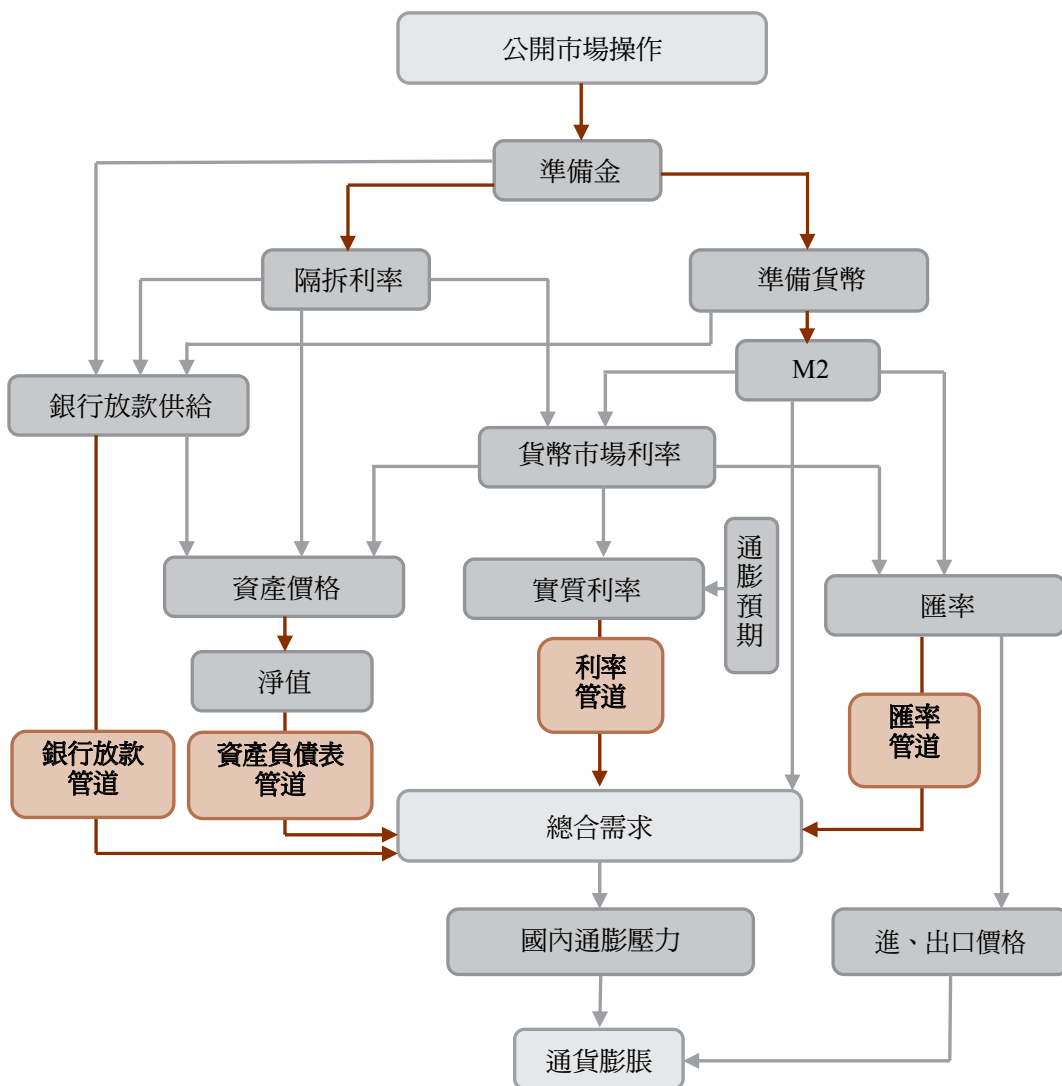 公開市場操作
準備金
隔拆利率
準備貨幣
M2
銀行放款供給
貨幣市場利率
通
膨
預
期
資產價格
實質利率
匯率
淨值
利率
管道
匯率
管道
銀行放款
管道
資產負債表
管道
總合需求
國內通膨壓力
進、出口價格
通貨膨脹